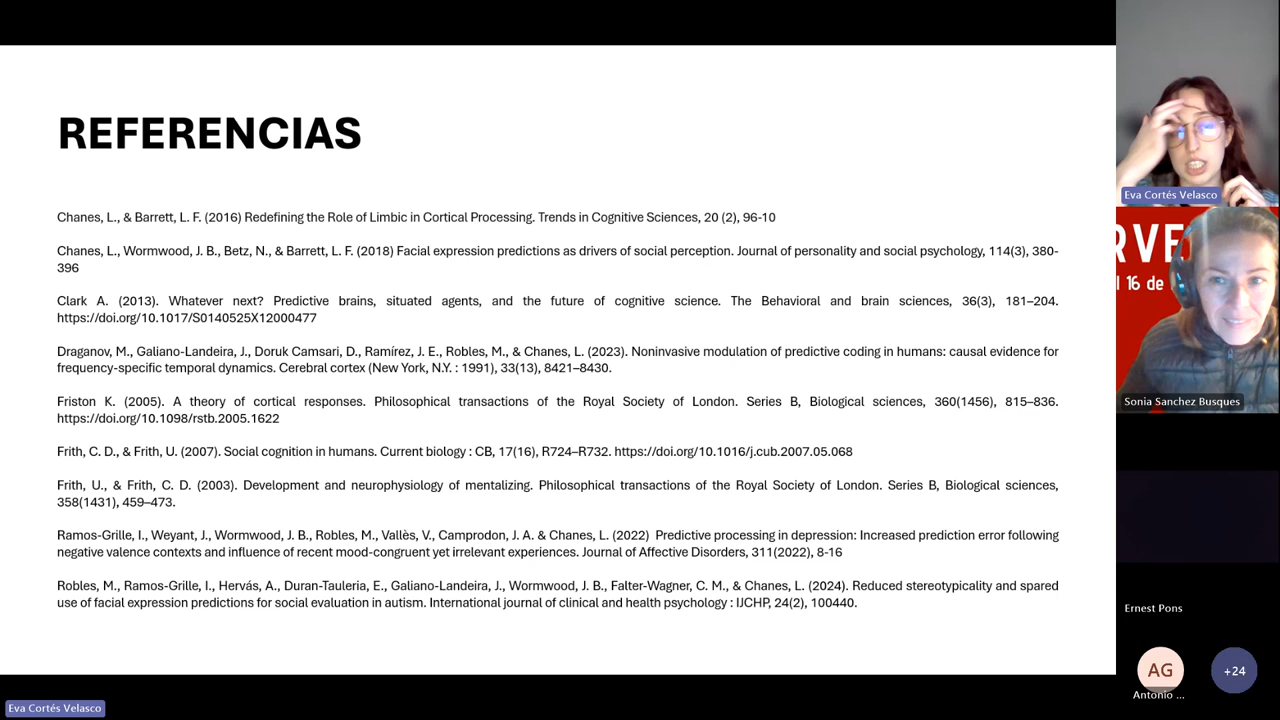 REFERENCIAS
Chanes, L., & Barrett, L. F. (2016) Redefining the Role of Limbic in Cortical Processing. Trends in Cognitive Sciences, 20 (2), 96-10
Chanes, L., Wormwood, J. B., Betz, N., & Barrett, L. F. (2018) Facial expression predictions as drivers of social perception. Journal of personality and social psychology, 114(3), 380-
396
Clark A. (2013). Whatever next? Predictive brains, situated agents, and the future of cognitive science. The Behavioral and brain sciences, 36(3), 181–204.
https://doi.org/10.1017/S0140525X12000477
Draganov, M., Galiano-Landeira, J., Doruk Camsari, D., Ramírez, J. E., Robles, M., & Chanes, L. (2023). Noninvasive modulation of predictive coding in humans: causal evidence for
frequency-specific temporal dynamics. Cerebral cortex (New York, N.Y. : 1991), 33(13), 8421–8430.
Friston K. (2005). A theory of cortical responses. Philosophical transactions of the Royal Society of London. Series B, Biological sciences, 360(1456), 815–836.
https://doi.org/10.1098/rstb.2005.1622
Frith, C. D., & Frith, U. (2007). Social cognition in humans. Current biology : CB, 17(16), R724–R732. https://doi.org/10.1016/j.cub.2007.05.068
Frith, U., & Frith, C. D. (2003). Development and neurophysiology of mentalizing. Philosophical transactions of the Royal Society of London. Series B, Biological sciences,
358(1431), 459–473.
Ramos-Grille, I., Weyant, J., Wormwood, J. B., Robles, M., Vallès, V., Camprodon, J. A. & Chanes, L. (2022) Predictive processing in depression: Increased prediction error following
negative valence contexts and influence of recent mood-congruent yet irrelevant experiences. Journal of Affective Disorders, 311(2022), 8-16
Robles, M., Ramos-Grille, I., Hervás, A., Duran-Tauleria, E., Galiano-Landeira, J., Wormwood, J. B., Falter-Wagner, C. M., & Chanes, L. (2024). Reduced stereotypicality and spared
use of facial expression predictions for social evaluation in autism. International journal of clinical and health psychology : IJCHP, 24(2), 100440.
Eva Cortés Velasco
Eva Cortés Velasco
RVE
l 16 de
Sonia Sanchez Busques
Ernest Pons
AG
+24
Antonio ...